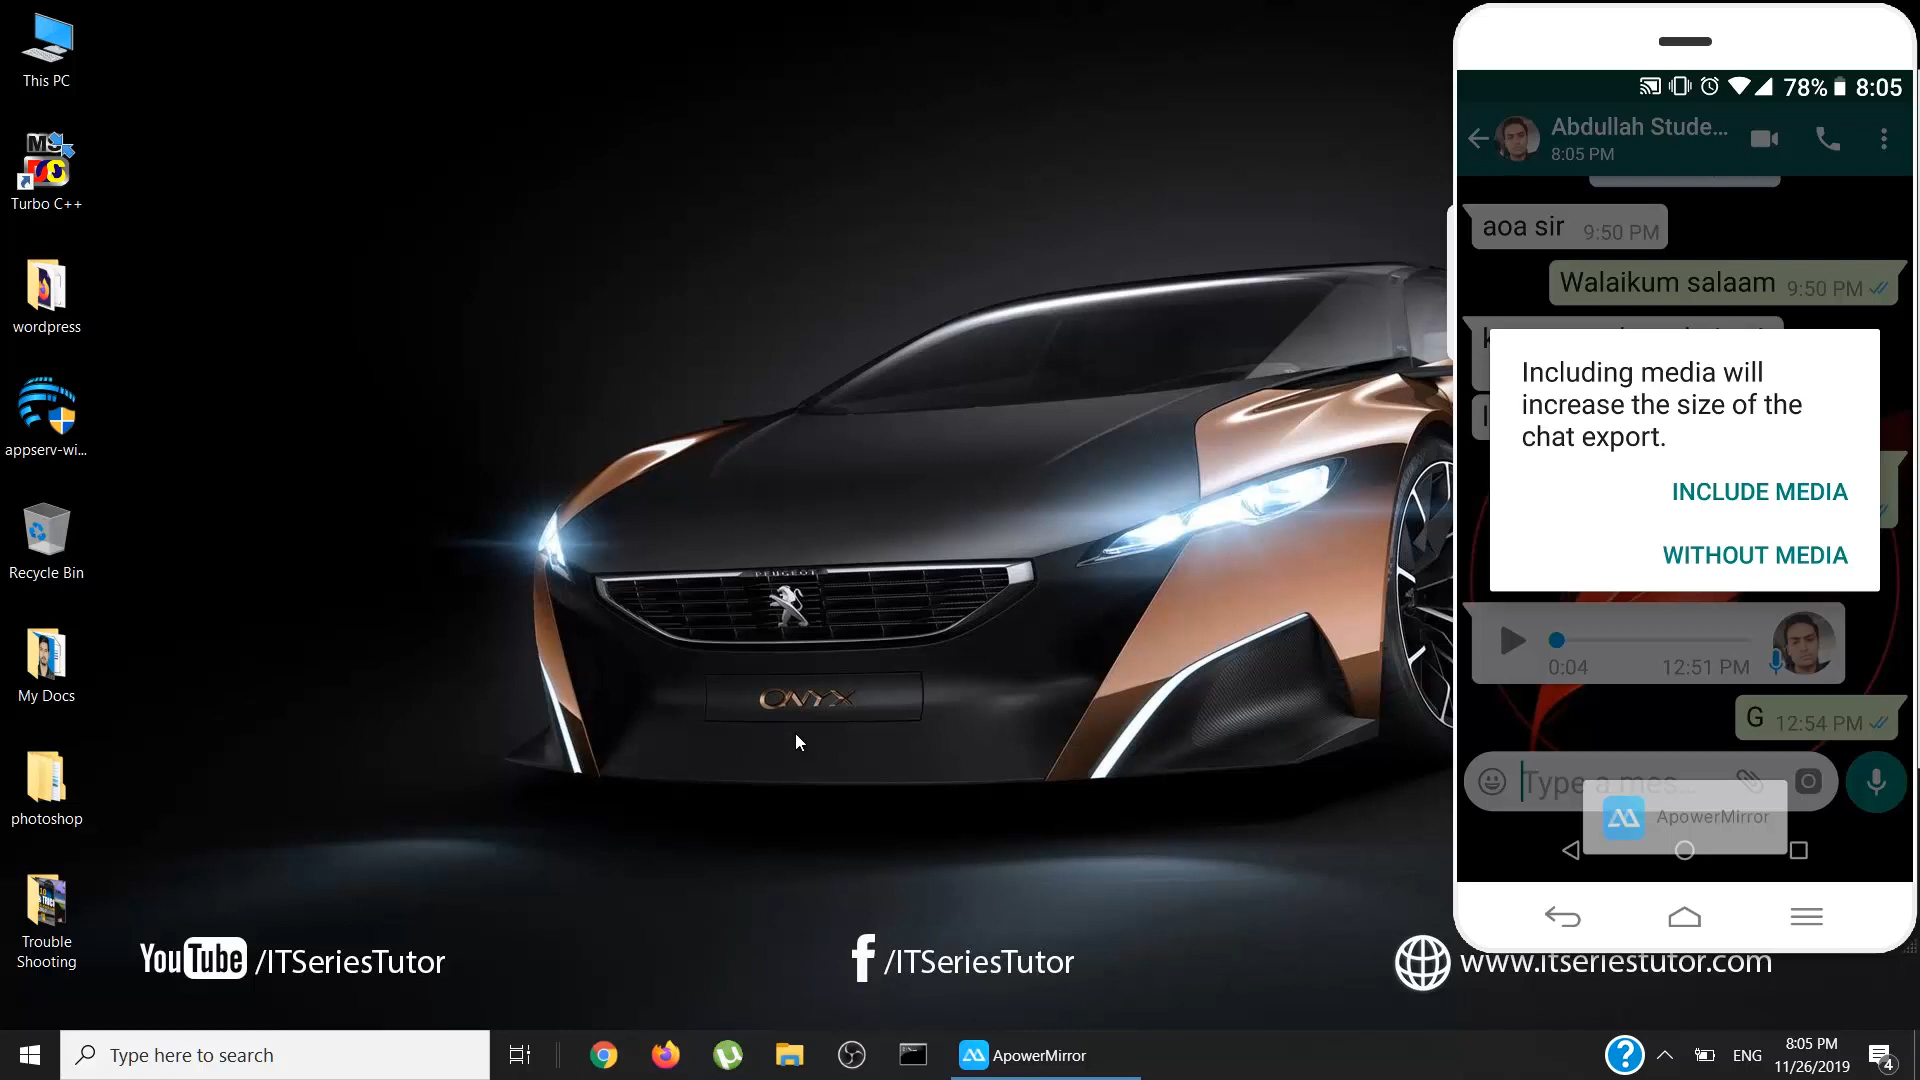 This PC
Turbo C++
wordpress
appserv-wi...
Recycle Bin
My Docs
photoshop
Trouble
Shooting
PEUGEOT
ONYX
YouTube /ITSeriesTutor
f /ITSeriesTutor
www.itseriestutor.com
78% 8:05
Abdullah Stude...
8:05 PM
aoa sir 9:50 PM
Walaikum salaam 9:50 PM
Including media will
increase the size of the
chat export.
INCLUDE MEDIA
WITHOUT MEDIA
0:04 12:51 PM
G 12:54 PM
Type a mes...
ApowerMirror
Type here to search
ApowerMirror
ENG
8:05 PM
11/26/2019
4